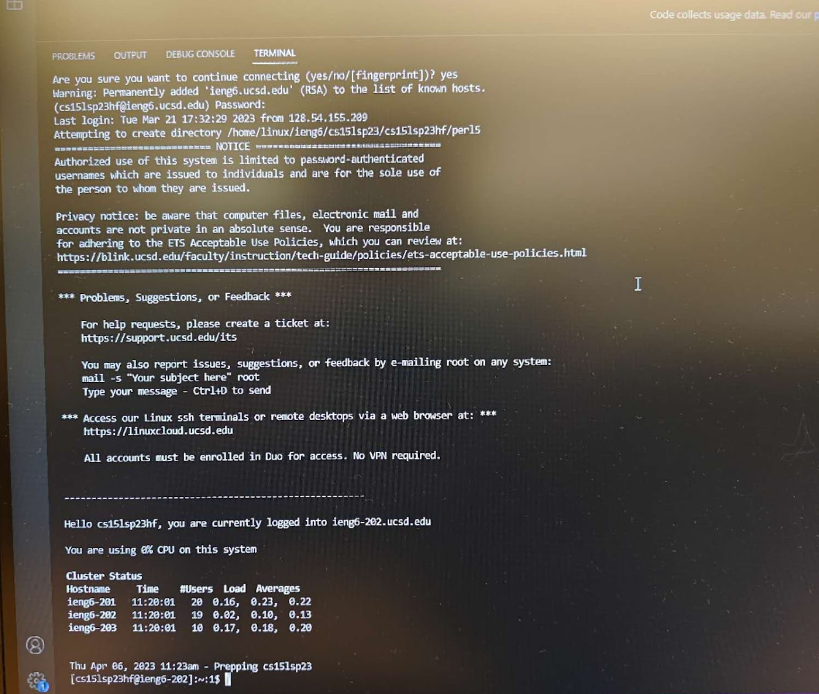 Code collects usage data. Read our
PROBLEMS OUTPUT DEBUG CONSOLE TERMINAL
Are you sure you want to continue connecting (yes/no/[fingerprint])? yes
Warning: Permanently added 'ieng6.ucsd.edu' (RSA) to the list of known hosts.
(cs15lsp23hf@ieng6.ucsd.edu) Password:
Last login: Tue Mar 21 17:32:29 2023 from 128.54.155.209
Attempting to create directory /home/linux/ieng6/cs15lsp23/cs15lsp23hf/perl5
============================ NOTICE =================================
Authorized use of this system is limited to password-authenticated
usernames which are issued to individuals and are for the sole use of
the person to whom they are issued.
Privacy notice: be aware that computer files, electronic mail and
accounts are not private in an absolute sense. You are responsible
for adhering to the ETS Acceptable Use Policies, which you can review at:
https://blink.ucsd.edu/faculty/instruction/tech-guide/policies/ets-acceptable-use-policies.html
=====================================================================
*** Problems, Suggestions, or Feedback ***
For help requests, please create a ticket at:
https://support.ucsd.edu/its
You may also report issues, suggestions, or feedback by e-mailing root on any system:
mail -s "Your subject here" root
Type your message - Ctrl+D to send
*** Access our Linux ssh terminals or remote desktops via a web browser at: ***
https://linuxcloud.ucsd.edu
All accounts must be enrolled in Duo for access. No VPN required.
------------------------------------------------------------
Hello cs15lsp23hf, you are currently logged into ieng6-202.ucsd.edu
You are using 0% CPU on this system
Cluster Status
Hostname Time #Users Load Averages
ieng6-201 11:20:01 20 0.16, 0.23, 0.22
ieng6-202 11:20:01 19 0.02, 0.10, 0.13
ieng6-203 11:20:01 10 0.17, 0.18, 0.20
Thu Apr 06, 2023 11:23am - Prepping cs15lsp23
[cs15lsp23hf@ieng6-202]:~:1$